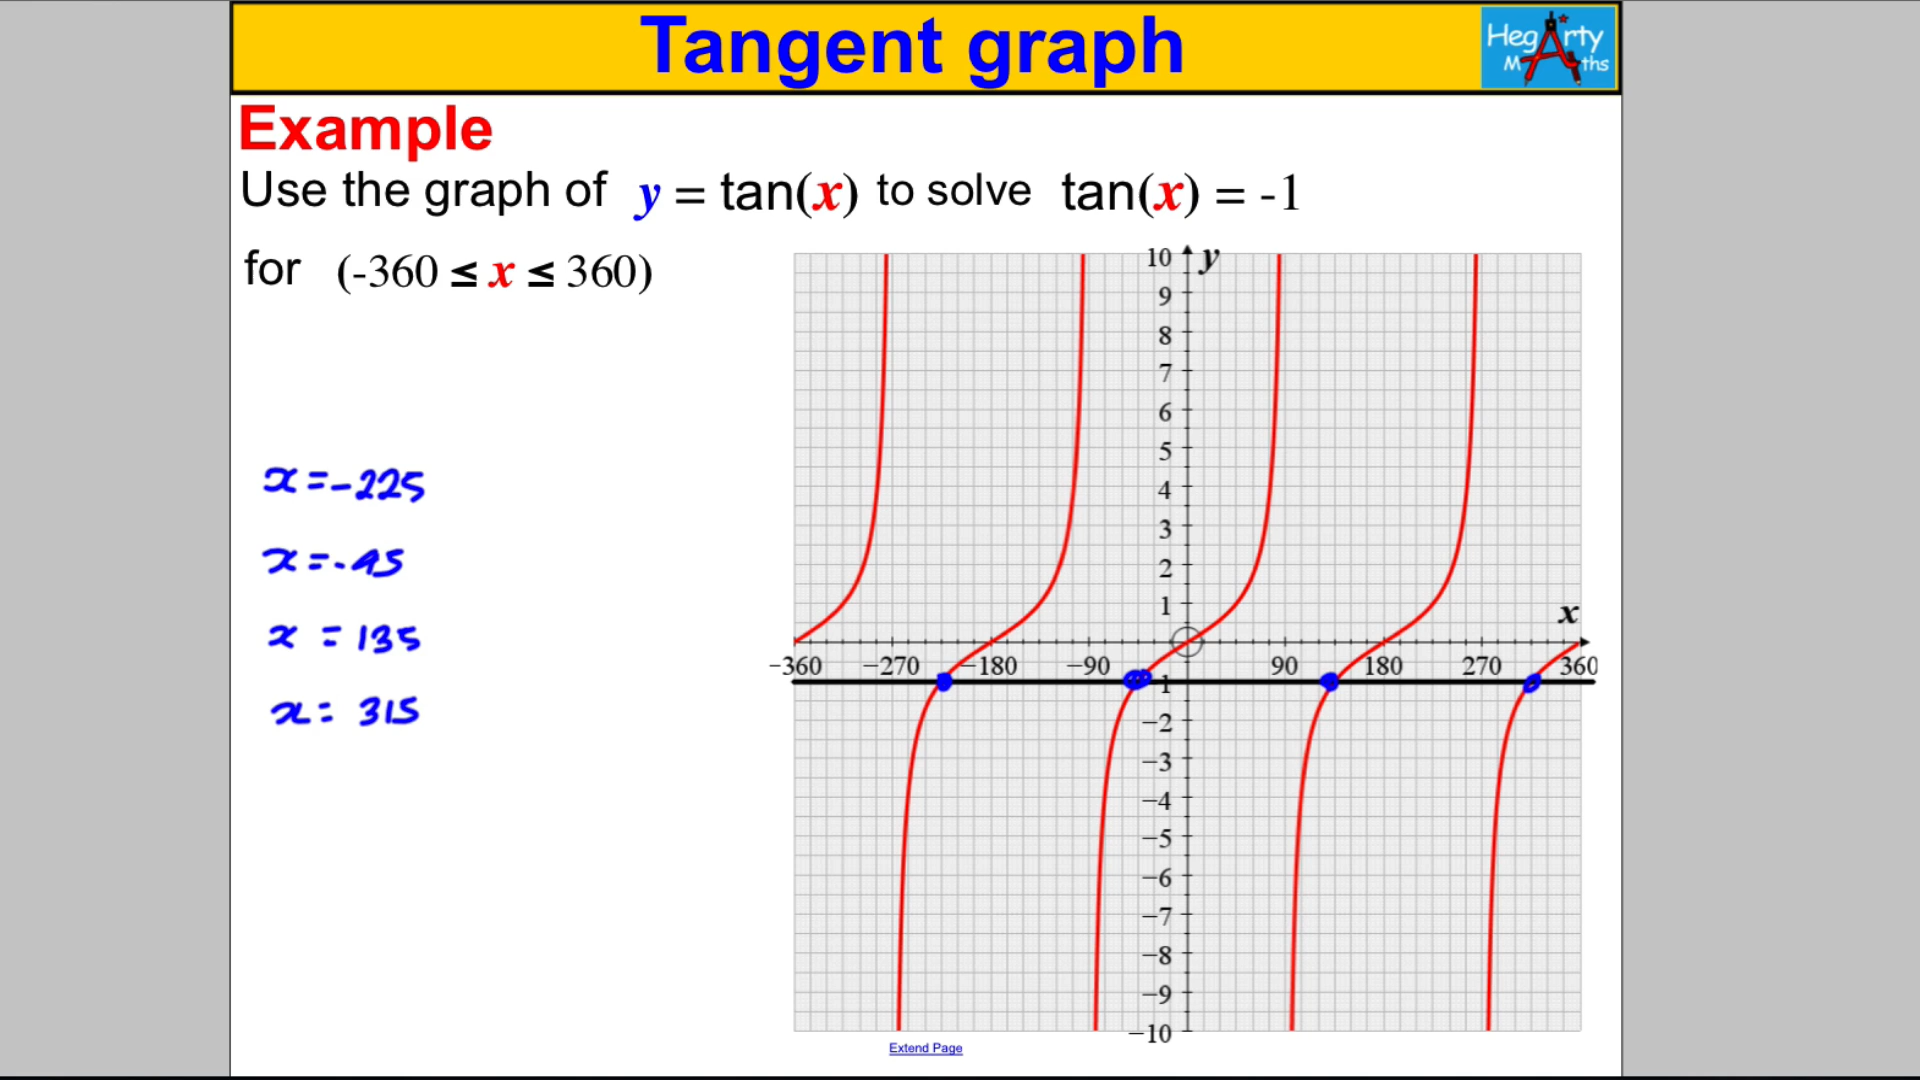 Tangent graph
HegArty
Maths
Example
Use the graph of y = tan(x) to solve tan(x) = -1
for (-360 ≤ x ≤ 360)
x = -225
x = -45
x = 135
x = 315
10 y
9
8
7
6
5
4
3
2
1 x
−360 −270 −180 −90 90 180 270 360
1
−2
−3
−4
−5
−6
−7
−8
−9
−10
Extend Page